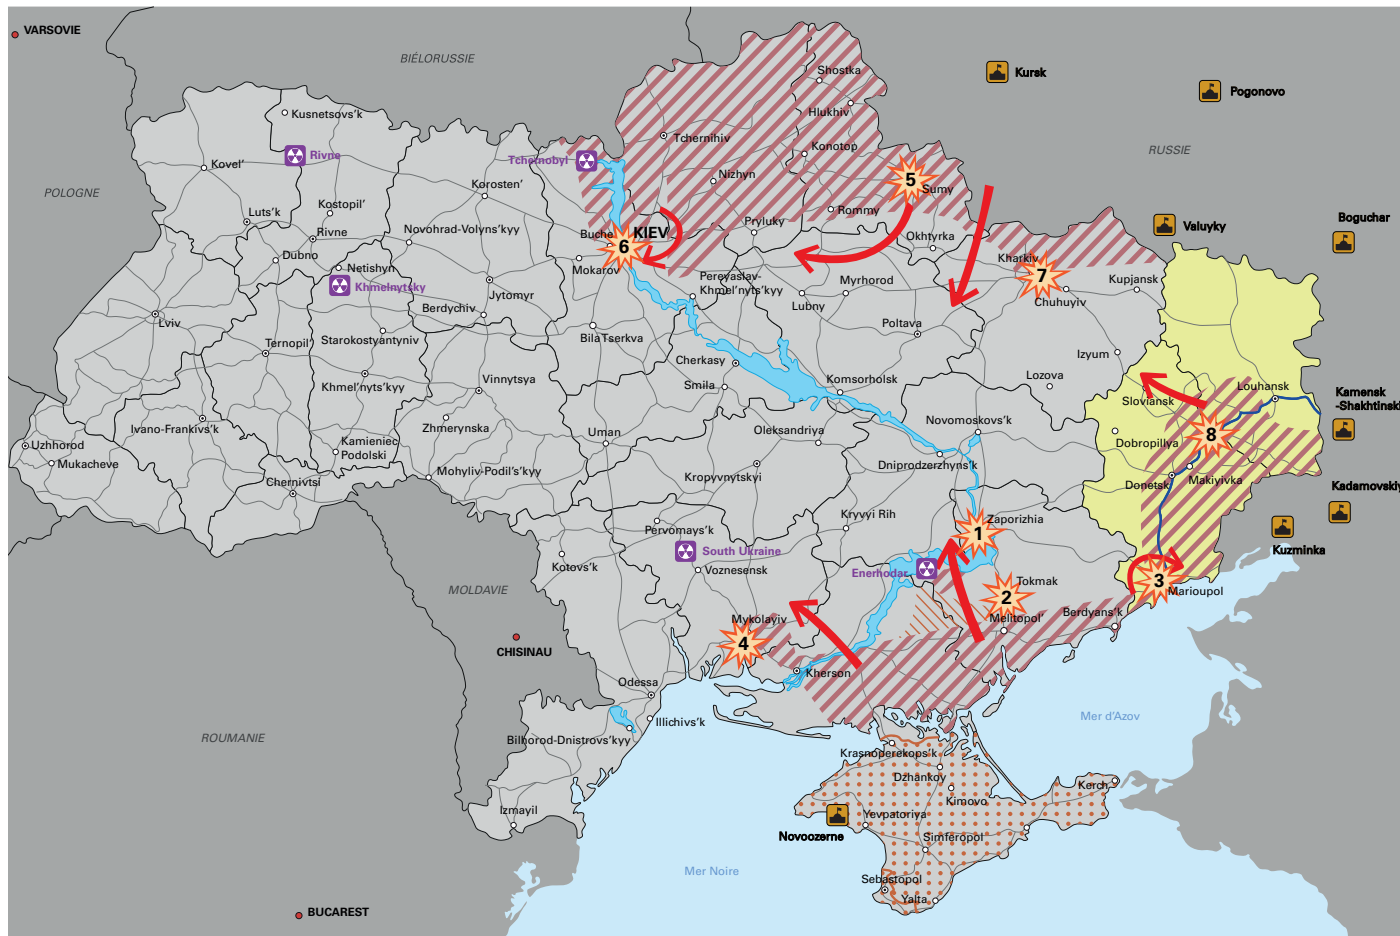 VARSOVIE
BIÉLORUSSIE
Kursk
Pogonovo
Shostka
Hlukhiv
Kusnetsovs'k
Tchernihiv
Konotop
RUSSIE
Rivne
Tchernobyl
Kovel'
Nizhyn
Korosten'
5
Sumy
POLOGNE
Kostopil'
Luts'k
Rommy
Pryluky
Boguchar
Valuyky
Rivne
Novohrad-Volyns'kyy
Buche
KIEV
6
Okhtyrka
Dubno
Netishyn
Mokarov
Kharkiv
7
Khmelnytsky
Jytomyr
Pereyaslav-
Khmel'nyts'kyy
Myrhorod
Kupjansk
Berdychiv
Lubny
Chuhuyiv
Lviv
Poltava
Ternopil'
Starokostyantyniv
Bila Tserkva
Izyum
Cherkasy
Smila
Khmel'nyts'kyy
Vinnytsya
Komsorholsk
Lozova
Louhansk
Kamensk
-Shakhtinski
Sloviansk
Ivano-Frankivs'k
Zhmerynska
Uman
Oleksandriya
Novomoskovs'k
8
Uzhhorod
Kamieniec
Podolski
Dobropillya
Mukacheve
Mohyliv-Podil's'kyy
Dniprodzerzhyns'k
Kropyvnytskyi
Chernivtsi
Donetsk
Makiyivka
Kadamovskiy
Kryvyi Rih
Zaporizhia
1
Pervomays'k
South Ukraine
Kuzminka
Kotovs'k
Voznesensk
Enerhodar
Tokmak
3
MOLDAVIE
Marioupol
2
Melitopol'
Berdyans'k
Mykolayiv
4
CHISINAU
Kherson
Odessa
Illichivs'k
Mer d'Azov
ROUMANIE
Bilhorod-Dnistrovs'kyy
Krasnoperekops'k
Dzhankoy
Kerch
Kimovo
Izmayil
Yevpatoriya
Novoozerne
Simferopol
Mer Noire
Sebastopol
Yalta
BUCAREST